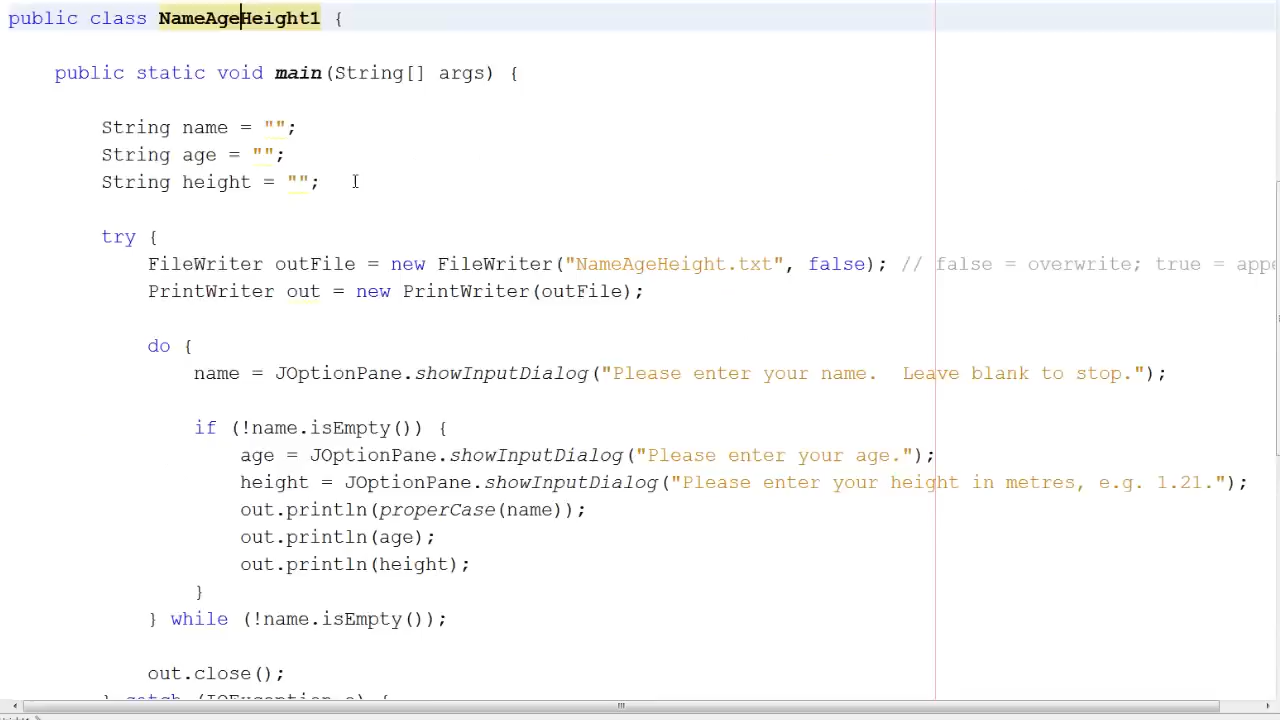 public class NameAgeHeight1 {
public static void main(String[] args) {
String name = "";
String age = "";
String height = "";
try {
FileWriter outFile = new FileWriter("NameAgeHeight.txt", false); // false = overwrite; true = appe
PrintWriter out = new PrintWriter(outFile);
do {
name = JOptionPane.showInputDialog("Please enter your name.  Leave blank to stop.");
if (!name.isEmpty()) {
age = JOptionPane.showInputDialog("Please enter your age.");
height = JOptionPane.showInputDialog("Please enter your height in metres, e.g. 1.21.");
out.println(properCase(name));
out.println(age);
out.println(height);
}
} while (!name.isEmpty());
out.close();
} catch (IOException e) {